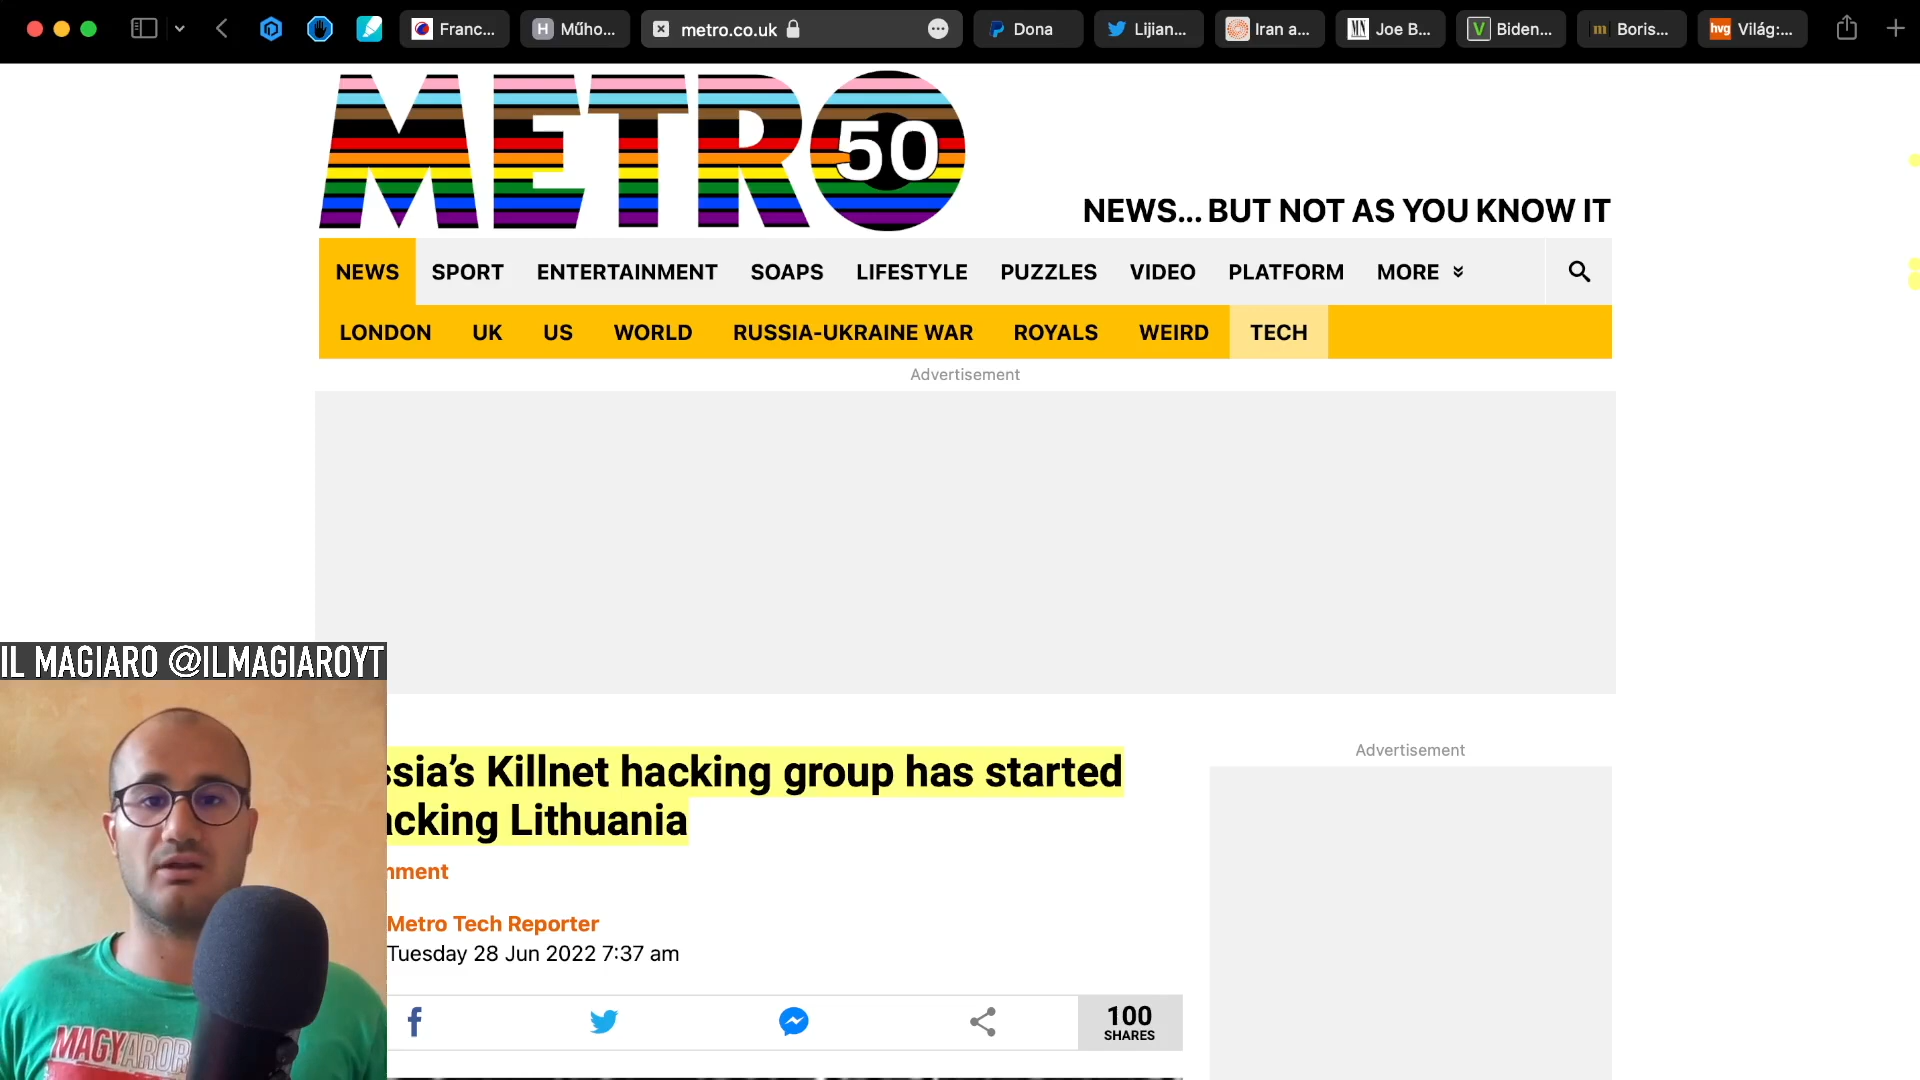 Franc...
Műho...
metro.co.uk
Dona
Lijian...
Iran a...
Joe B...
Biden...
Boris...
hvg Világ:...
METRO
50
NEWS... BUT NOT AS YOU KNOW IT
NEWS SPORT ENTERTAINMENT SOAPS LIFESTYLE PUZZLES VIDEO PLATFORM MORE
LONDON UK US WORLD RUSSIA-UKRAINE WAR ROYALS WEIRD TECH
Advertisement
IL MAGIARO @ILMAGIAROYT
ssia's Killnet hacking group has started
acking Lithuania
nment
Metro Tech Reporter
Tuesday 28 Jun 2022 7:37 am
100
SHARES
Advertisement
MAGYAROR